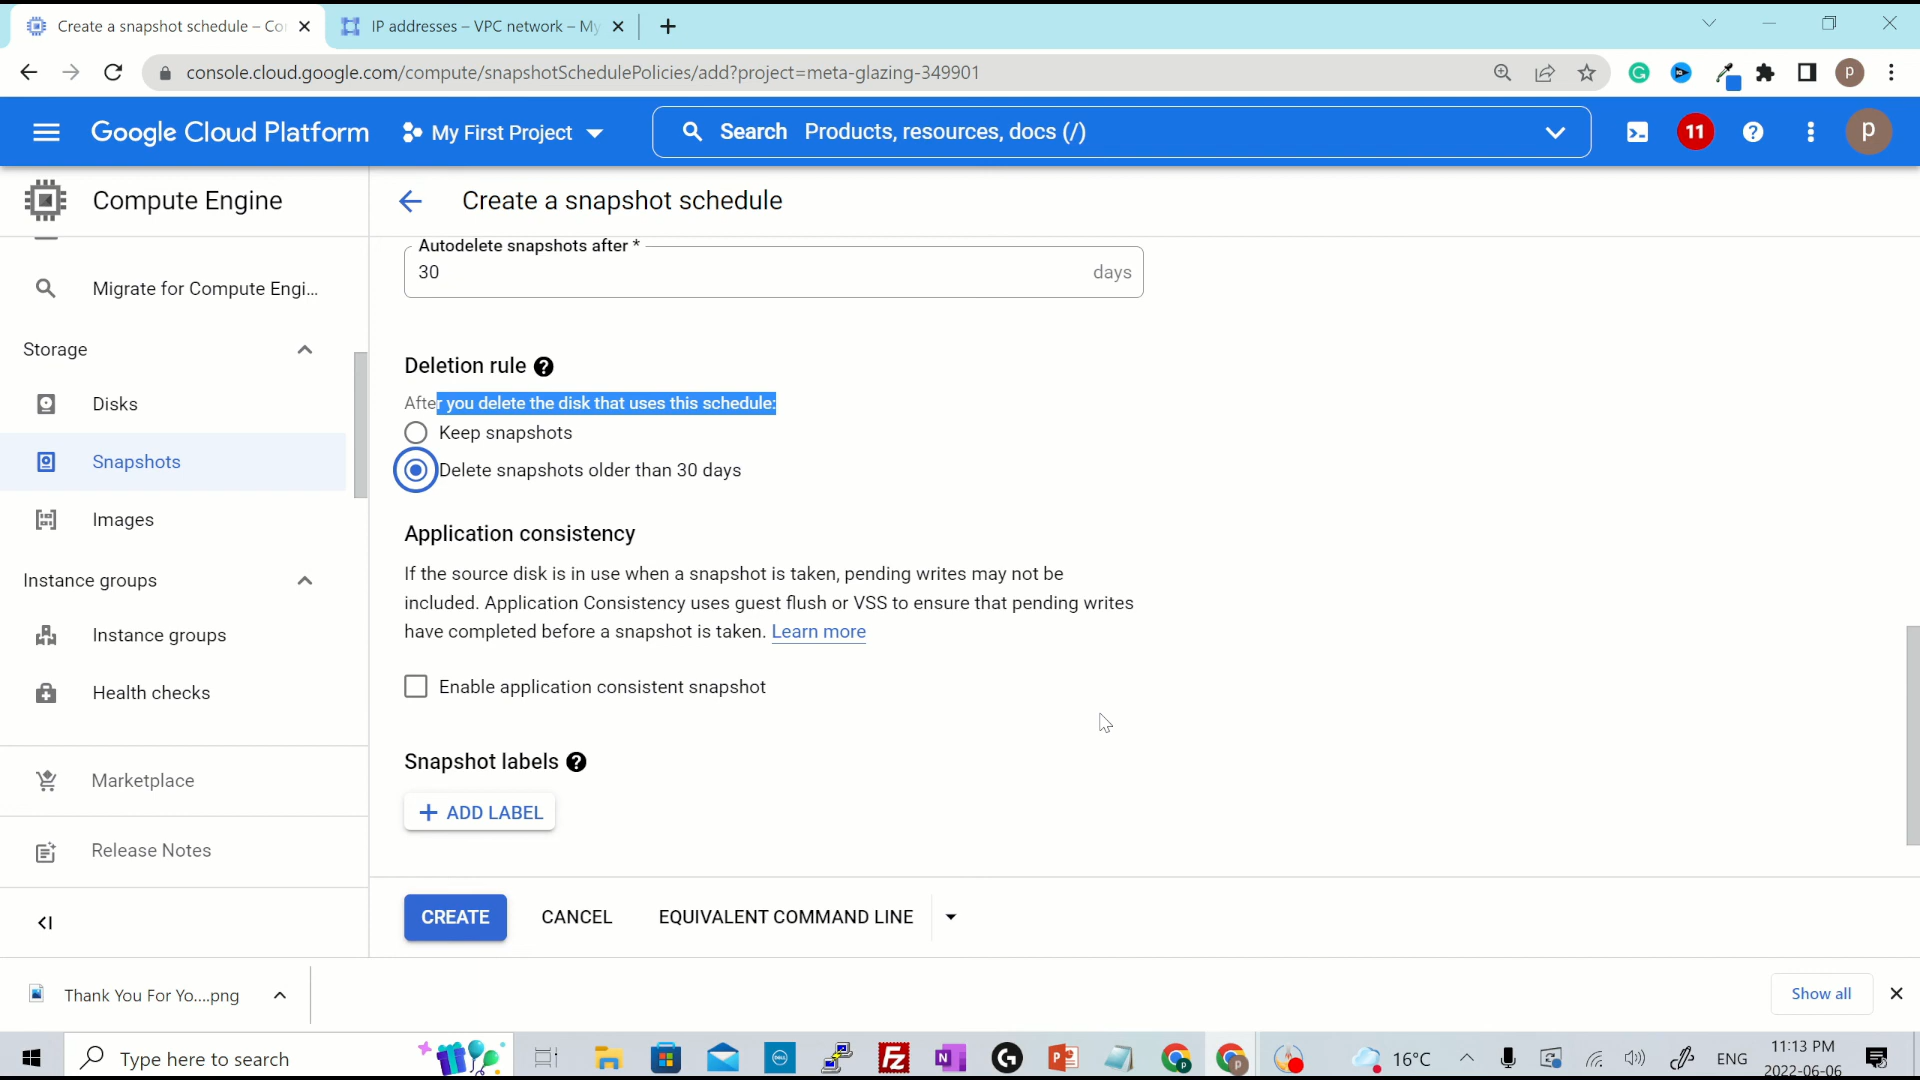 Create a snapshot schedule – Co
IP addresses – VPC network – My
console.cloud.google.com/compute/snapshotSchedulePolicies/add?project=meta-glazing-349901
p
Google Cloud Platform
My First Project
Search Products, resources, docs (/)
11
p
Compute Engine
Create a snapshot schedule
Migrate for Compute Engi...
Storage
Disks
Snapshots
Images
Instance groups
Instance groups
Health checks
Marketplace
Release Notes
Autodelete snapshots after *
30 days
Deletion rule
After you delete the disk that uses this schedule:
Keep snapshots
Delete snapshots older than 30 days
Application consistency
If the source disk is in use when a snapshot is taken, pending writes may not be
included. Application Consistency uses guest flush or VSS to ensure that pending writes
have completed before a snapshot is taken. Learn more
Enable application consistent snapshot
Snapshot labels
+ ADD LABEL
CREATE
CANCEL
EQUIVALENT COMMAND LINE
Thank You For Yo....png
Show all
Type here to search
16°C
ENG
11:13 PM
2022-06-06